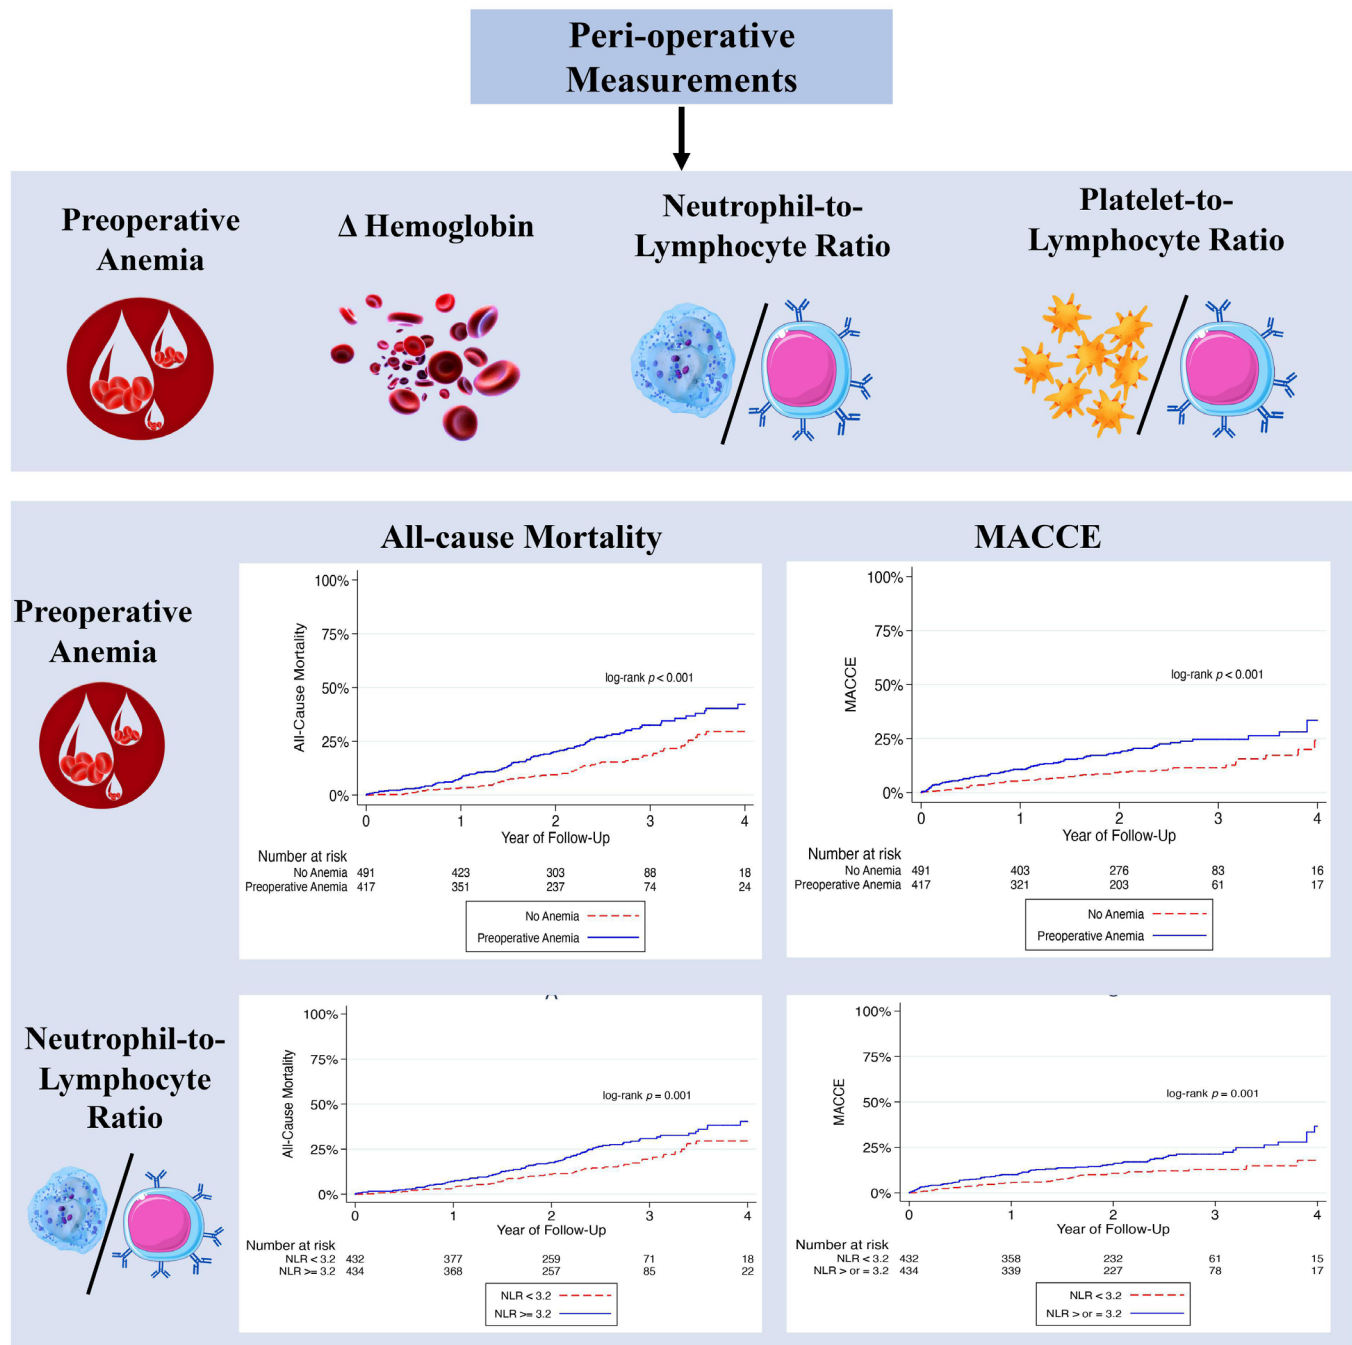 Peri-operative
Measurements
Preoperative
Anemia
Δ Hemoglobin
Neutrophil-to-
Lymphocyte Ratio
Platelet-to-
Lymphocyte Ratio
All-cause Mortality
MACCE
Preoperative
Anemia
100%
75%
50%
25%
0%
All-Cause Mortality
log-rank p < 0.001
0 1 2 3 4
Year of Follow-Up
Number at risk
No Anemia 491 423 303 88 18
Preoperative Anemia 417 351 237 74 24
No Anemia
Preoperative Anemia
100%
75%
50%
25%
0%
MACCE
log-rank p < 0.001
0 1 2 3 4
Year of Follow-Up
Number at risk
No Anemia 491 403 276 83 16
Preoperative Anemia 417 321 203 61 17
No Anemia
Preoperative Anemia
Neutrophil-to-
Lymphocyte
Ratio
100%
75%
50%
25%
0%
All-Cause Mortality
log-rank p = 0.001
0 1 2 3 4
Year of Follow-Up
Number at risk
NLR < 3.2 432 377 259 71 18
NLR >= 3.2 434 368 257 85 22
NLR < 3.2
NLR >= 3.2
100%
75%
50%
25%
0%
MACCE
log-rank p = 0.001
0 1 2 3 4
Year of Follow-Up
Number at risk
NLR < 3.2 432 358 232 61 15
NLR > or = 3.2 434 339 227 78 17
NLR < 3.2
NLR > or = 3.2